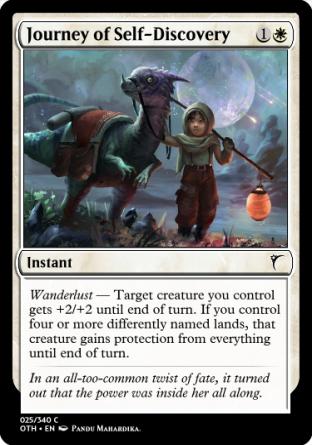 Journey of Self-Discovery 1
Instant
Wanderlust — Target creature you control
gets +2/+2 until end of turn. If you control
four or more differently named lands, that
creature gains protection from everything
until end of turn.
In an all-too-common twist of fate, it turned
out that the power was inside her all along.
025/340 C
OTH • EN Pandu Mahardika.